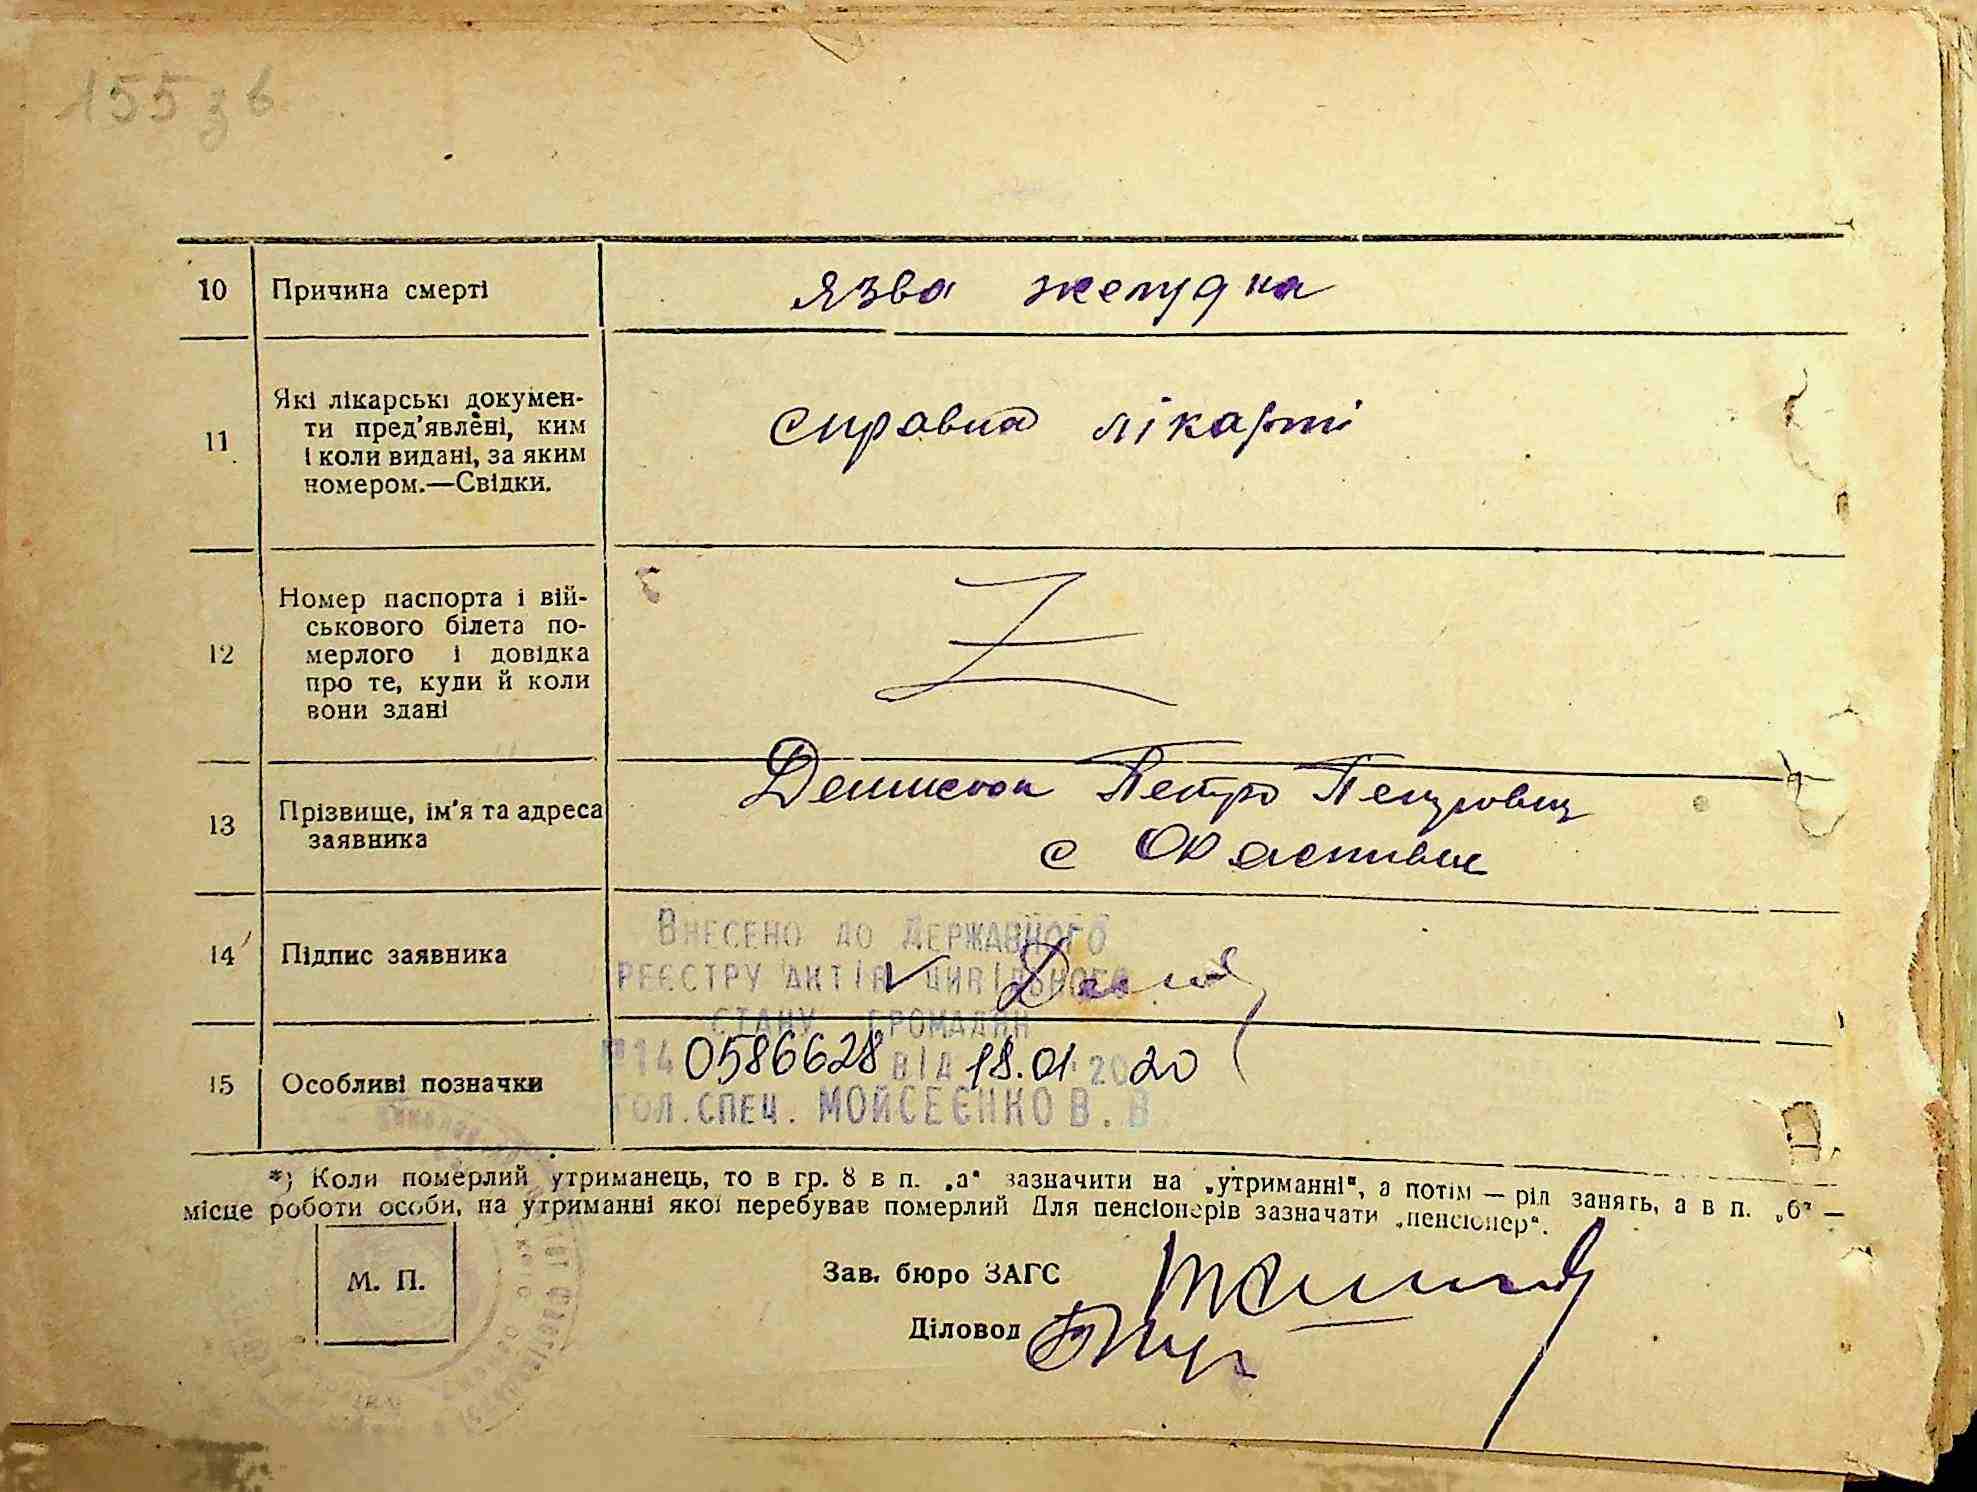 155 зв
10 Причина смерті язва желудка
11 Які лікарські докумен-
ти пред'явлені, ким
і коли видані, за яким
номером.—Свідки.
справка лікарні
12 Номер паспорта і вій-
ськового білета по-
мерлого і довідка
про те, куди й коли
вони здані
Z
13 Прізвище, ім'я та адреса
заявника
Денисюк Петро Петрович
с
14 Підпис заявника
Внесено до Державного
реєстру актів цивільного
стану громадян
№14 0586628 від 18.01.2020
гол.спец. Мойсеєнко В.В.
15 Особливі позначки
*) Коли померлий утриманець, то в гр. 8 в п. „а“ зазначити на „утриманні“, а потім — рід занять, а в п. „б“ —
місце роботи особи, на утриманні якої перебував померлий Для пенсіонерів зазначати „пенсіонер“.
М. П.
Зав. бюро ЗАГС
Діловод